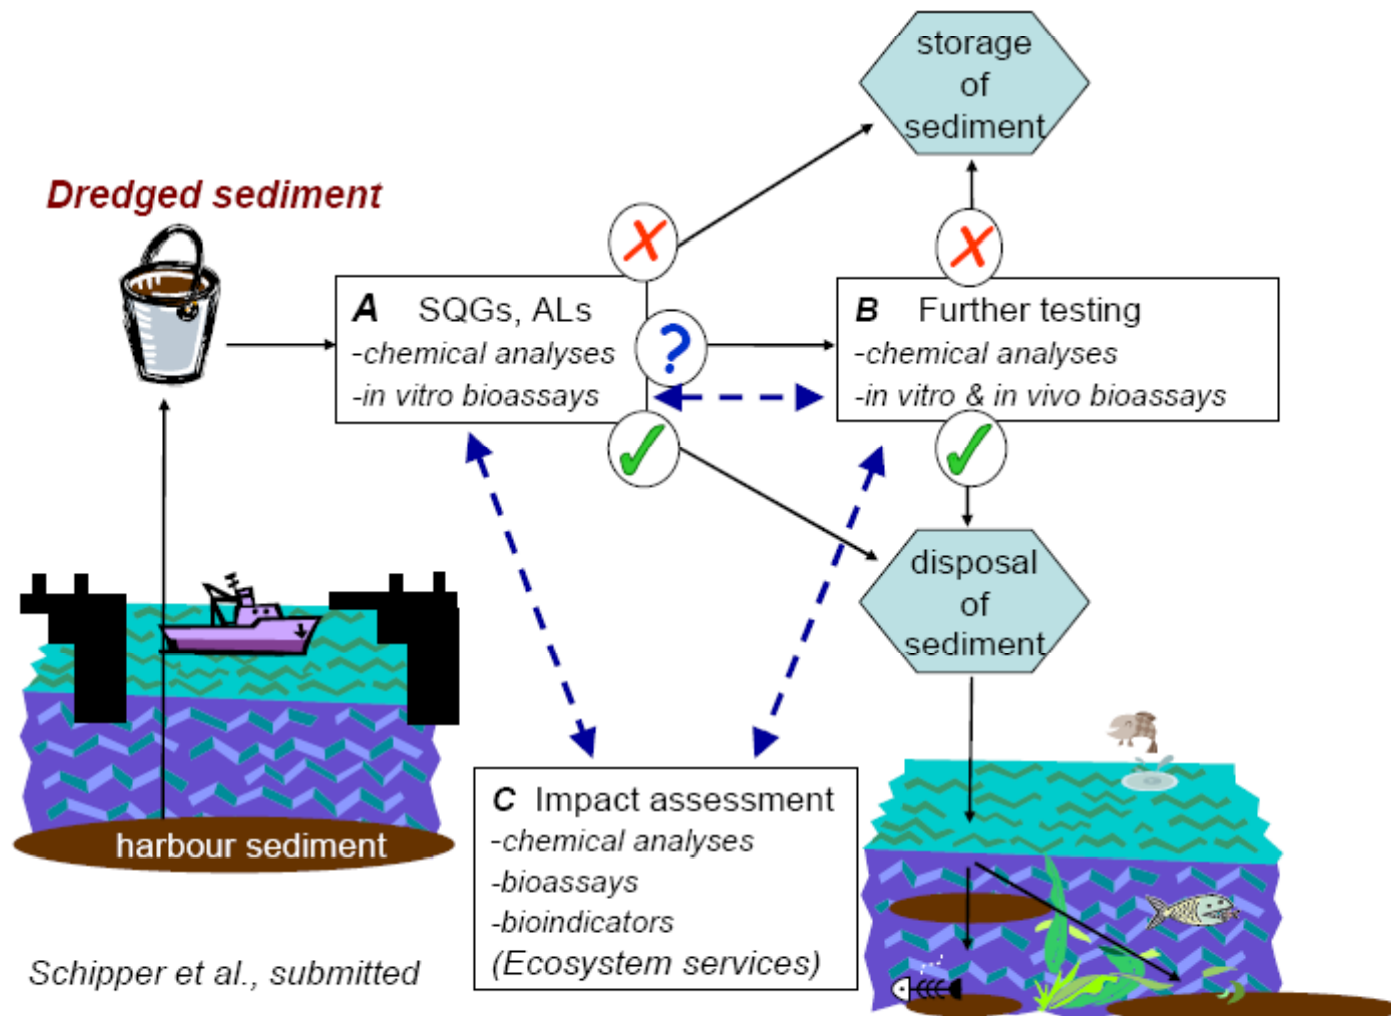 storage
of
sediment
Dredged sediment
A SQGs, ALs
-chemical analyses
-in vitro bioassays
?
B Further testing
-chemical analyses
-in vitro & in vivo bioassays
disposal
of
sediment
C Impact assessment
-chemical analyses
-bioassays
-bioindicators
(Ecosystem services)
harbour sediment
Schipper et al., submitted